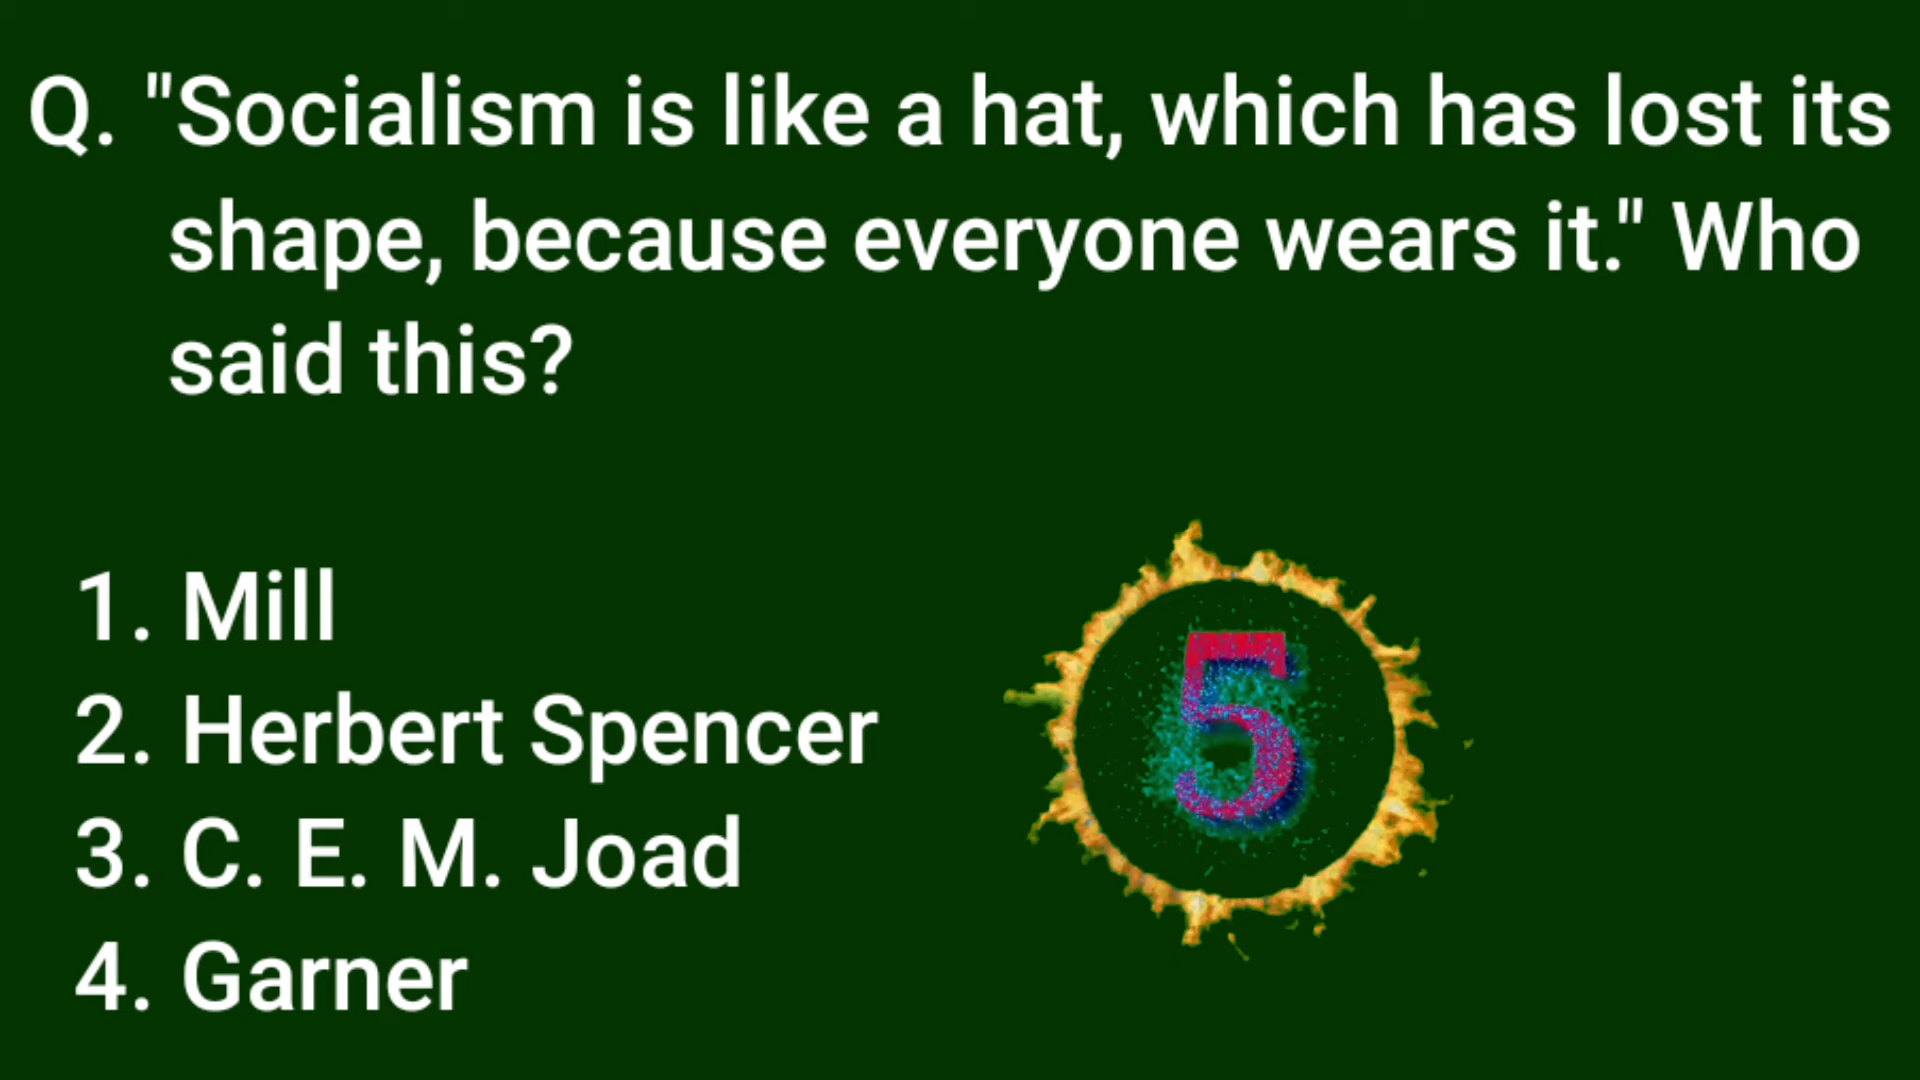 Q. "Socialism is like a hat, which has lost its
shape, because everyone wears it." Who
said this?
1. Mill
2. Herbert Spencer
3. C. E. M. Joad
4. Garner
5